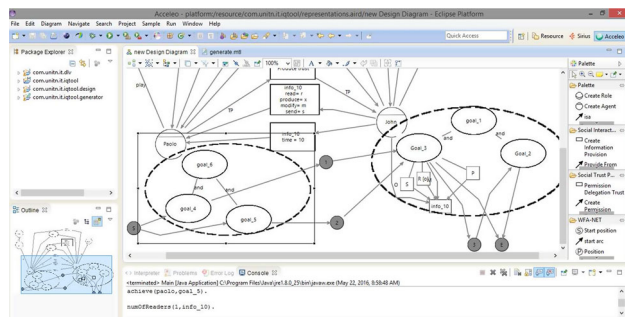 Acceleo - platform:/resource/com.unitn.it.iqtool/representations.aird/new Design Diagram - Eclipse Platform
File Edit Diagram Navigate Search Project Sample Run Window Help
100%
Quick Access
Resource
Sirius
Acceleo
Package Explorer
com.unitn.it.dlv
com.unitn.it.iqtool
com.unitn.it.iqtool.design
com.unitn.it.iqtool.generator
Outline
new Design Diagram
generate.mtl
play
TP
TP
info_10
read= r
produce= s
modify= m
send= s
info_10
time = 10
Paolo
John
goal_6
and
goal_4
goal_5
goal_1
and
and
Goal_3
Goal_2
O
S
P
info_10
Palette
Palette
Create Role
Create Agent
isa
Social Interact...
Create
Information
Provision
Provide From
Social Trust P...
Permission
Delegation Trust
Create
Permission
WFA-NET
Start position
start arc
Position
Interpreter
Problems
Error Log
Console
<terminated> Main [Java Application] C:\Program Files\Java\jre1.8.0_25\bin\javaw.exe (May 22, 2016, 8:58:48 AM)
achieve(paolo,goal_5).
numOfReaders(1,info_10).